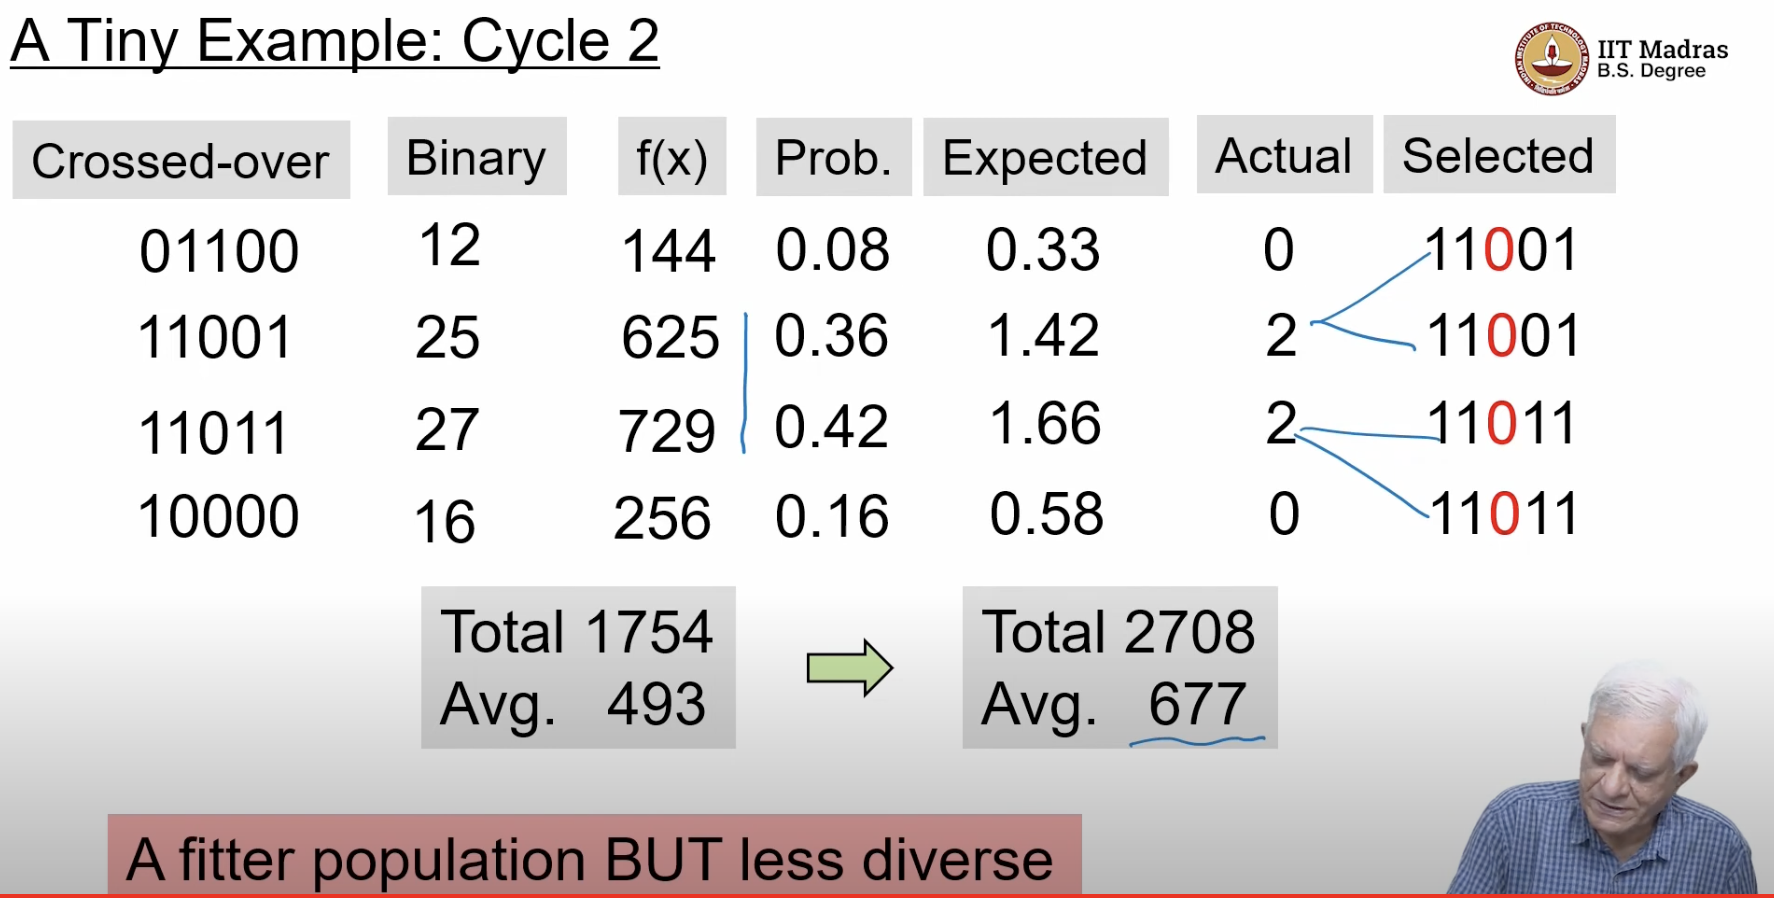 A Tiny Example: Cycle 2
IIT Madras
B.S. Degree
Crossed-over Binary f(x) Prob. Expected Actual Selected
01100 12 144 0.08 0.33 0 11001
11001 25 625 0.36 1.42 2 11001
11011 27 729 0.42 1.66 2 11011
10000 16 256 0.16 0.58 0 11011
Total 1754 Total 2708
Avg. 493 Avg. 677
A fitter population BUT less diverse